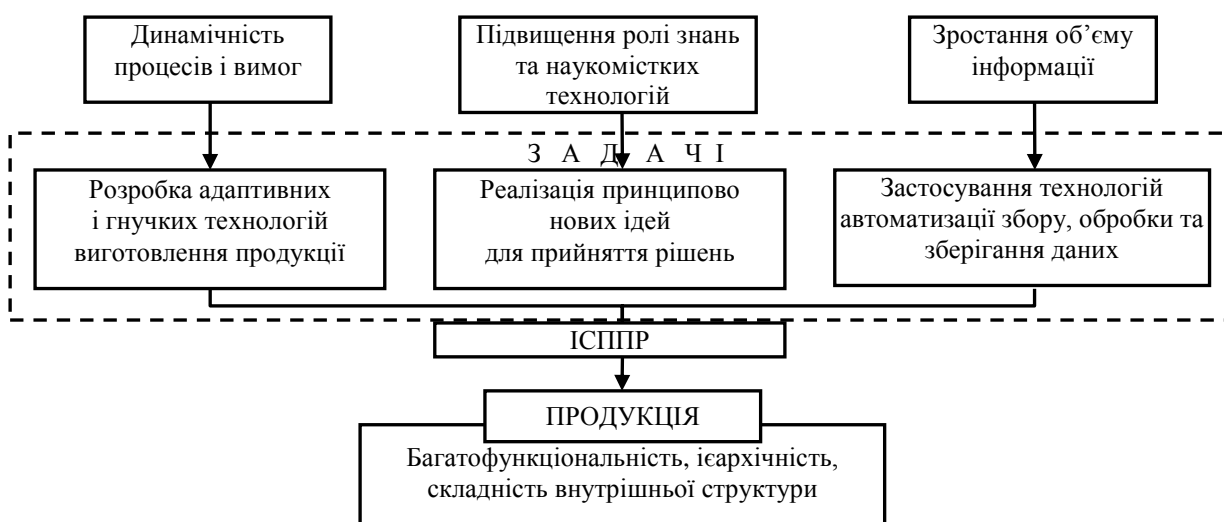 Динамічність
процесів і вимог
Підвищення ролі знань
та наукомістких
технологій
Зростання об’єму
інформації
З А Д А Ч І
Розробка адаптивних
і гнучких технологій
виготовлення продукції
Реалізація принципово
нових ідей
для прийняття рішень
Застосування технологій
автоматизації збору, обробки та
зберігання даних
ІСППР
ПРОДУКЦІЯ
Багатофункціональність, ієархічність,
складність внутрішньої структури